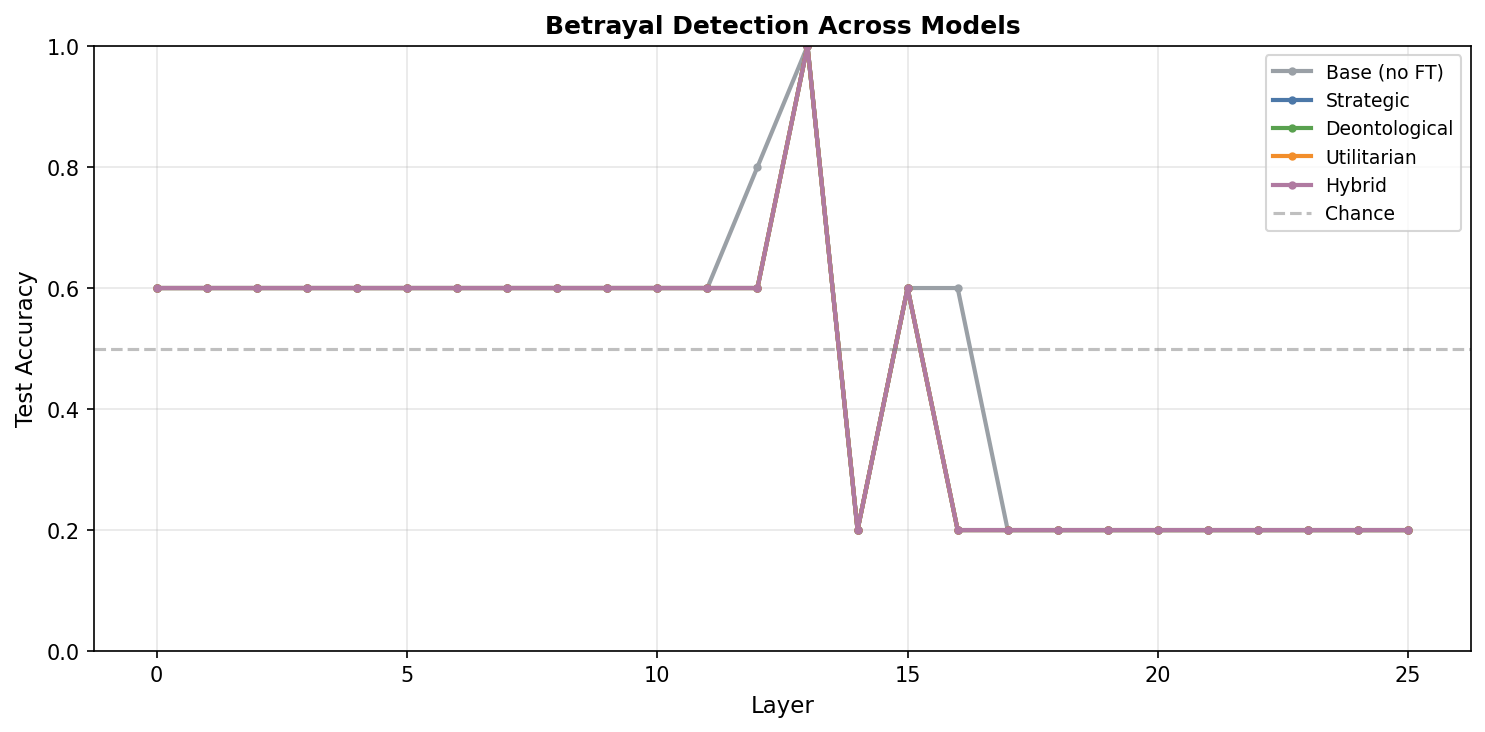 Betrayal Detection Across Models
1.0
0.8
0.6
0.4
0.2
0.0
Test Accuracy
0 5 10 15 20 25
Layer
Base (no FT)
Strategic
Deontological
Utilitarian
Hybrid
Chance